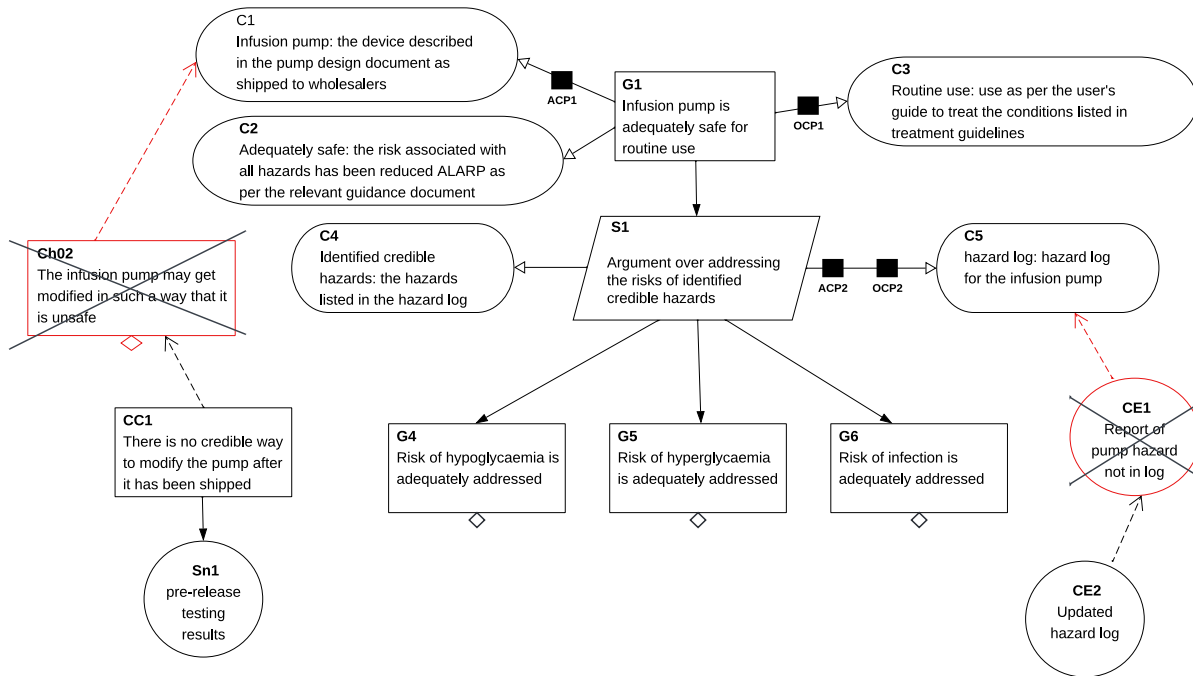 C1
Infusion pump: the device described
in the pump design document as
shipped to wholesalers
ACP1
G1
Infusion pump is
adequately safe for
routine use
OCP1
C3
Routine use: use as per the user's
guide to treat the conditions listed in
treatment guidelines
C2
Adequately safe: the risk associated with
all hazards has been reduced ALARP as
per the relevant guidance document
Ch02
The infusion pump may get
modified in such a way that it
is unsafe
C4
Identified credible
hazards: the hazards
listed in the hazard log
S1
Argument over addressing
the risks of identified
credible hazards
ACP2
OCP2
C5
hazard log: hazard log
for the infusion pump
CC1
There is no credible way
to modify the pump after
it has been shipped
G4
Risk of hypoglycaemia is
adequately addressed
G5
Risk of hyperglycaemia
is adequately addressed
G6
Risk of infection is
adequately addressed
CE1
Report of
pump hazard
not in log
Sn1
pre-release
testing
results
CE2
Updated
hazard log